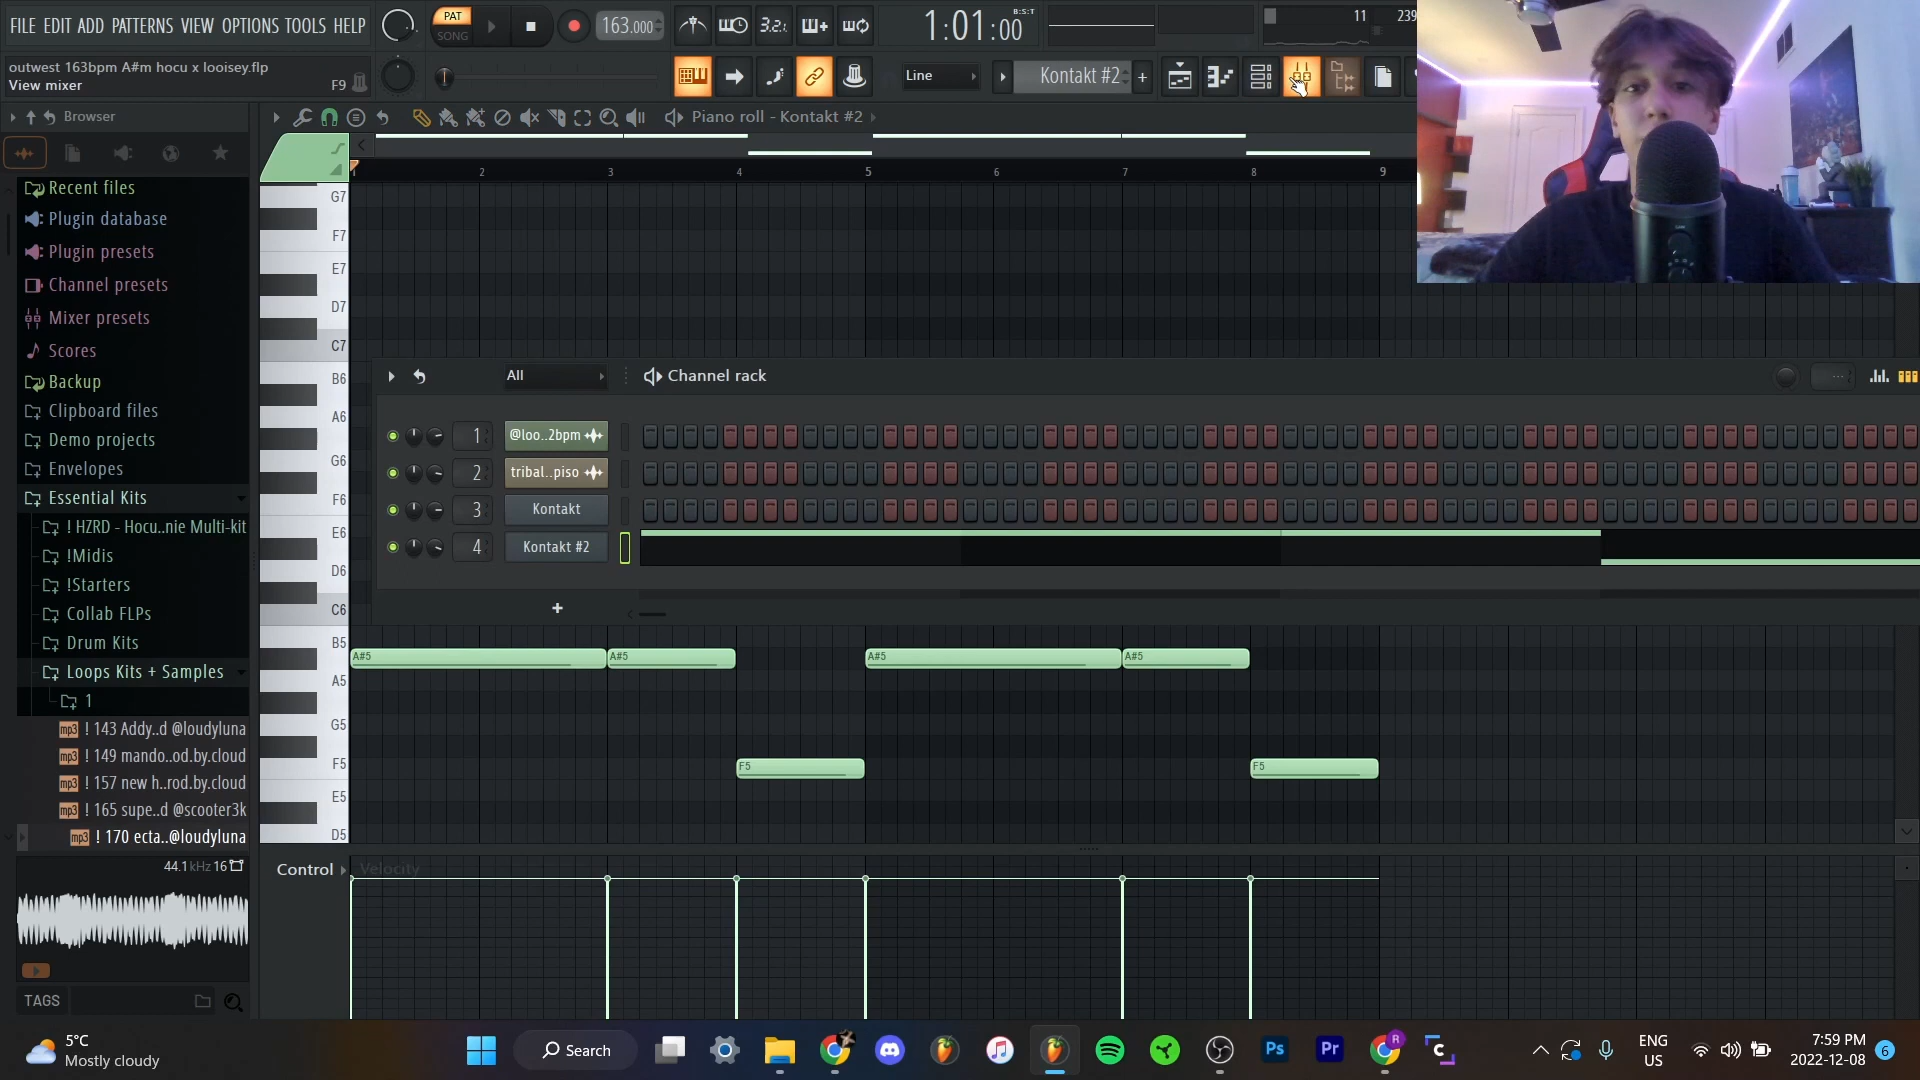 FILE EDIT ADD PATTERNS VIEW OPTIONS TOOLS HELP
PAT
SONG
163.000
3.2.1
1:01:00
B:S:T
11
239
outwest 163bpm A#m hocu x looisey.flp
View mixer
F9
Line
Kontakt #2
Browser
Piano roll - Kontakt #2
1 2 3 4 5 6 7 8 9
Recent files
Plugin database
Plugin presets
Channel presets
Mixer presets
Scores
Backup
Clipboard files
Demo projects
Envelopes
Essential Kits
! HZRD - Hocu..nie Multi-kit
!Midis
!Starters
Collab FLPs
Drum Kits
Loops Kits + Samples
1
! 143 Addy..d @loudyluna
! 149 mando..od.by.cloud
! 157 new h..rod.by.cloud
! 165 supe..d @scooter3k
! 170 ecta..@loudyluna
mp3
mp3
mp3
mp3
mp3
44.1kHz 16
TAGS
G7
F7
E7
D7
C7
B6
A6
G6
F6
E6
D6
C6
B5
A5
G5
F5
E5
D5
All
Channel rack
1 @loo..2bpm
2 tribal..piso
3 Kontakt
4 Kontakt #2
A#5 A#5 A#5 A#5
F5 F5
Control
Velocity
5°C
Mostly cloudy
Search
Ps
Pr
R
ENG
US
7:59 PM
2022-12-08
6